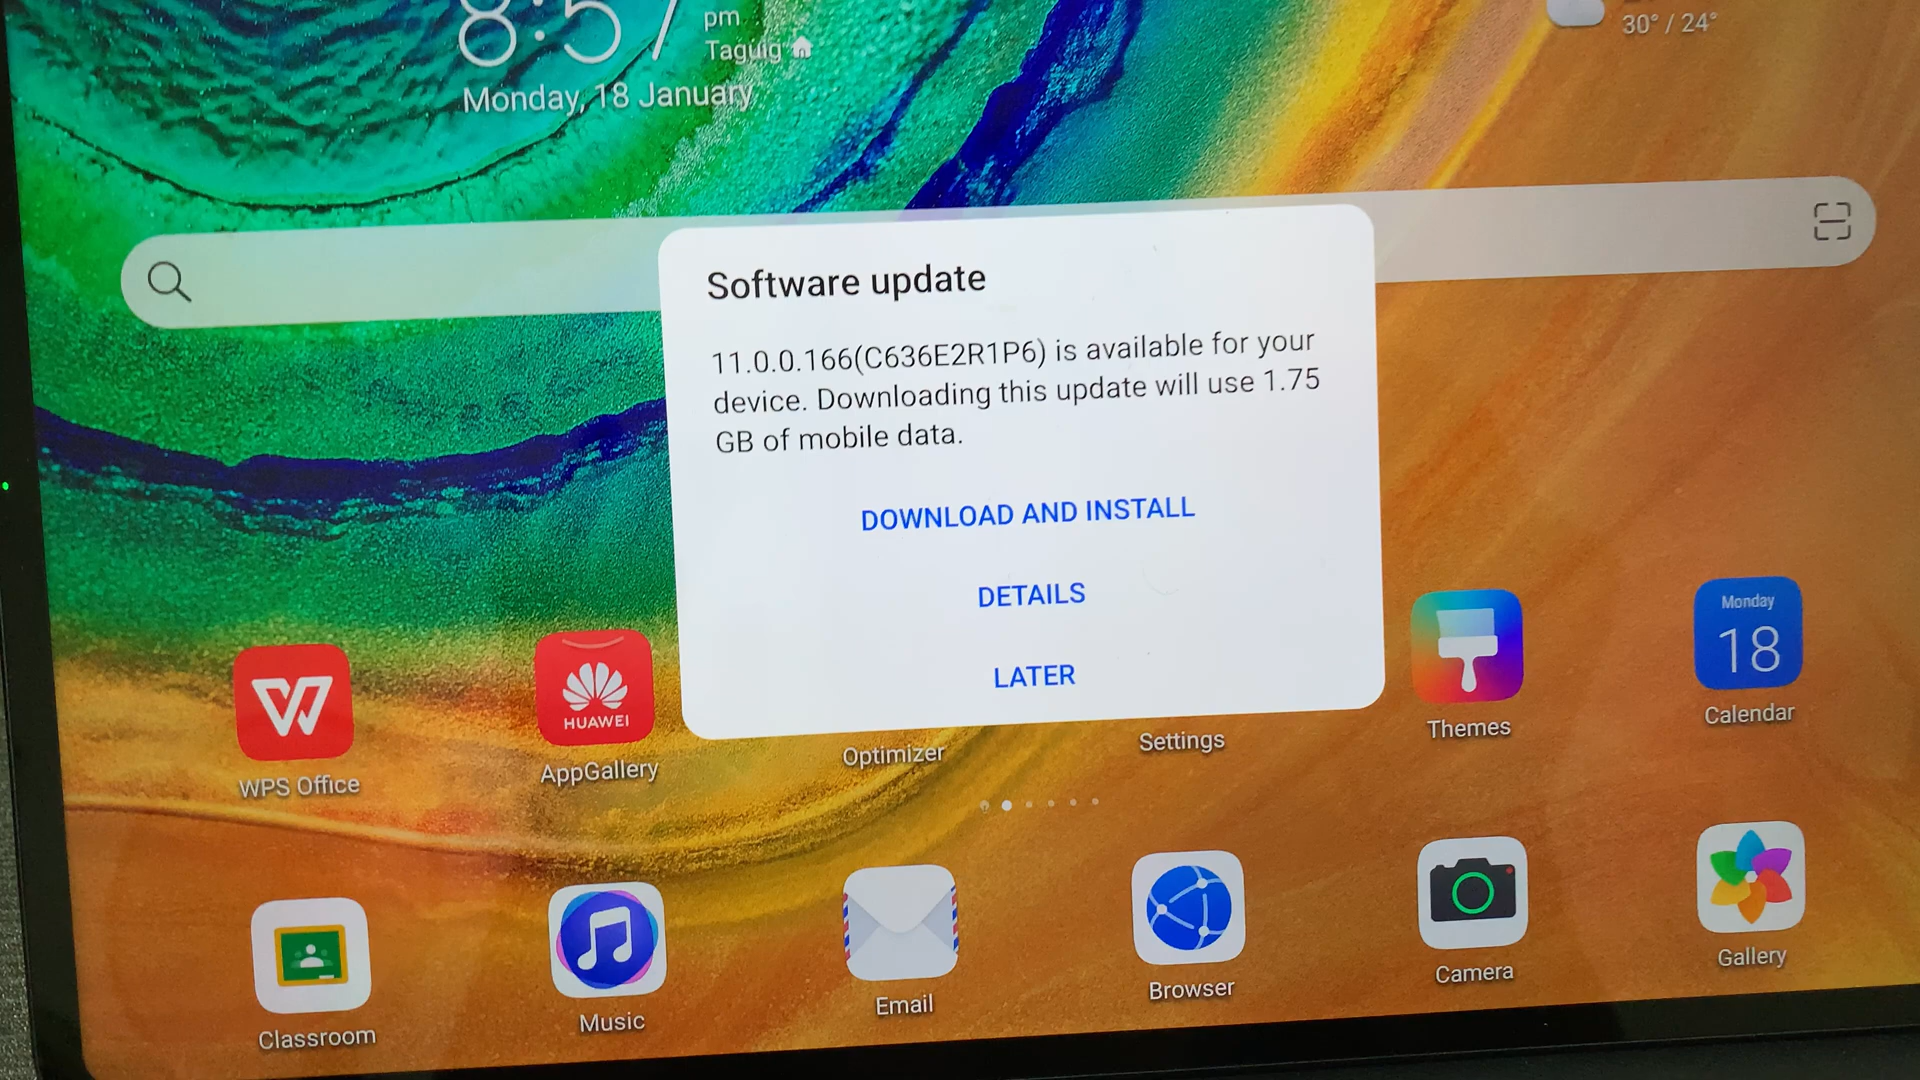 8:57
pm
Taguig
Monday, 18 January
30° / 24°
Software update
11.0.0.166(C636E2R1P6) is available for your
device. Downloading this update will use 1.75
GB of mobile data.
DOWNLOAD AND INSTALL
DETAILS
LATER
HUAWEI
Monday
18
WPS Office
AppGallery
Optimizer
Settings
Themes
Calendar
Classroom
Music
Email
Browser
Camera
Gallery